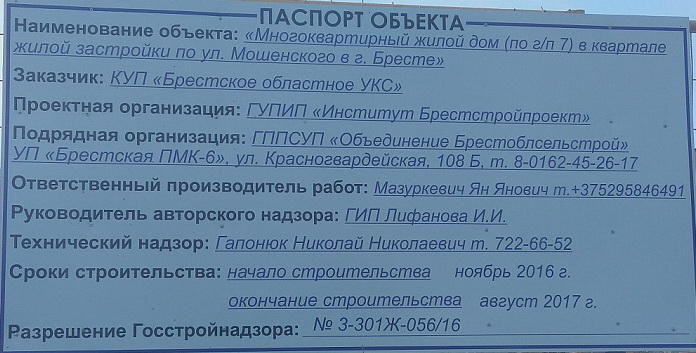 ПАСПОРТ ОБЪЕКТА
Наименование объекта: «Многоквартирный жилой дом (по г/п 7) в квартале
жилой застройки по ул. Мошенского в г. Бресте»
Заказчик: КУП «Брестское областное УКС»
Проектная организация: ГУПИП «Институт Брестстройпроект»
Подрядная организация: ГППСУП «Объединение Брестоблсельстрой»
УП «Брестская ПМК-6», ул. Красногвардейская, 108 Б, т. 8-0162-45-26-17
Ответственный производитель работ: Мазуркевич Ян Янович т.+375295846491
Руководитель авторского надзора: ГИП Лифанова И.И.
Технический надзор: Гапонюк Николай Николаевич т. 722-66-52
Сроки строительства: начало строительства ноябрь 2016 г.
окончание строительства август 2017 г.
Разрешение Госстройнадзора: № 3-301Ж-056/16